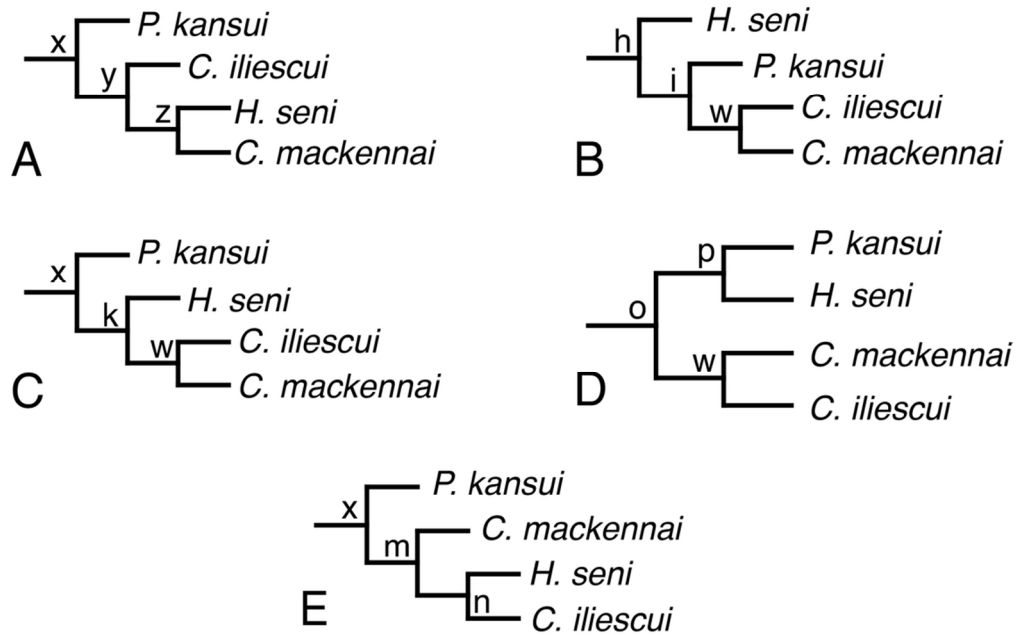 x P. kansui
y C. iliescui
z H. seni
A C. mackennai
h H. seni
i P. kansui
w C. iliescui
B C. mackennai
x P. kansui
k H. seni
w C. iliescui
C C. mackennai
p P. kansui
o H. seni
w C. mackennai
D C. iliescui
x P. kansui
m C. mackennai
H. seni
E n C. iliescui